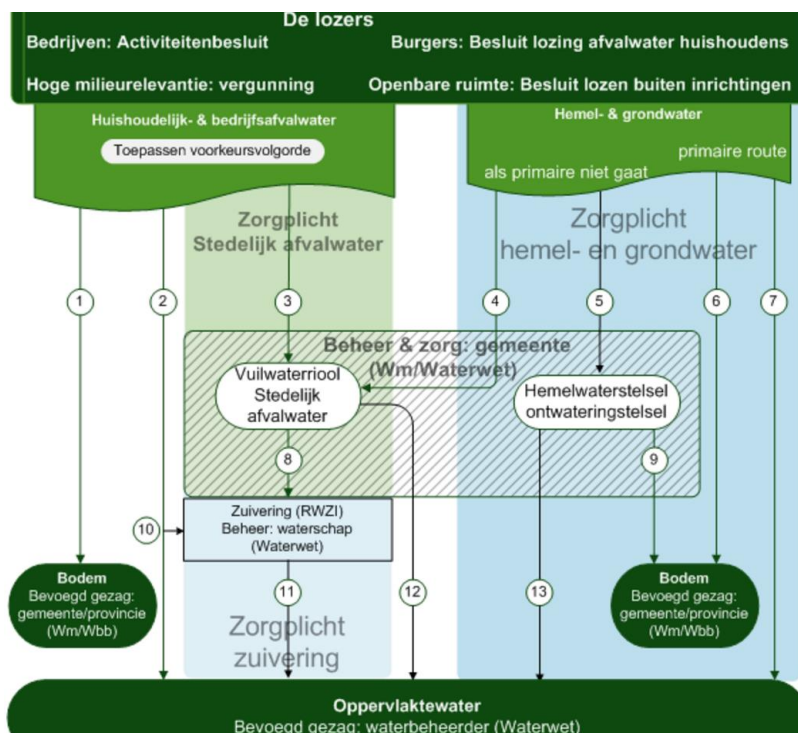 De lozers
Bedrijven: Activiteitenbesluit
Burgers: Besluit lozing afvalwater huishoudens
Hoge milieurelevantie: vergunning
Openbare ruimte: Besluit lozen buiten inrichtingen
Huishoudelijk- & bedrijfsafvalwater
Toepassen voorkeursvolgorde
Hemel- & grondwater
primaire route
als primaire niet gaat
Zorgplicht
Stedelijk afvalwater
Zorgplicht
hemel- en grondwater
1
2
3
4
5
6
7
Beheer & zorg: gemeente
(Wm/Waterwet)
Vuilwaterriool
Stedelijk
afvalwater
Hemelwaterstelsel
ontwateringstelsel
8
9
10
Zuivering (RWZI)
Beheer: waterschap
(Waterwet)
Bodem
Bevoegd gezag:
gemeente/provincie
(Wm/Wbb)
11
12
13
Bodem
Bevoegd gezag:
gemeente/provincie
(Wm/Wbb)
Zorgplicht
zuivering
Oppervlaktewater
Bevoegd gezag: waterbeheerder (Waterwet)